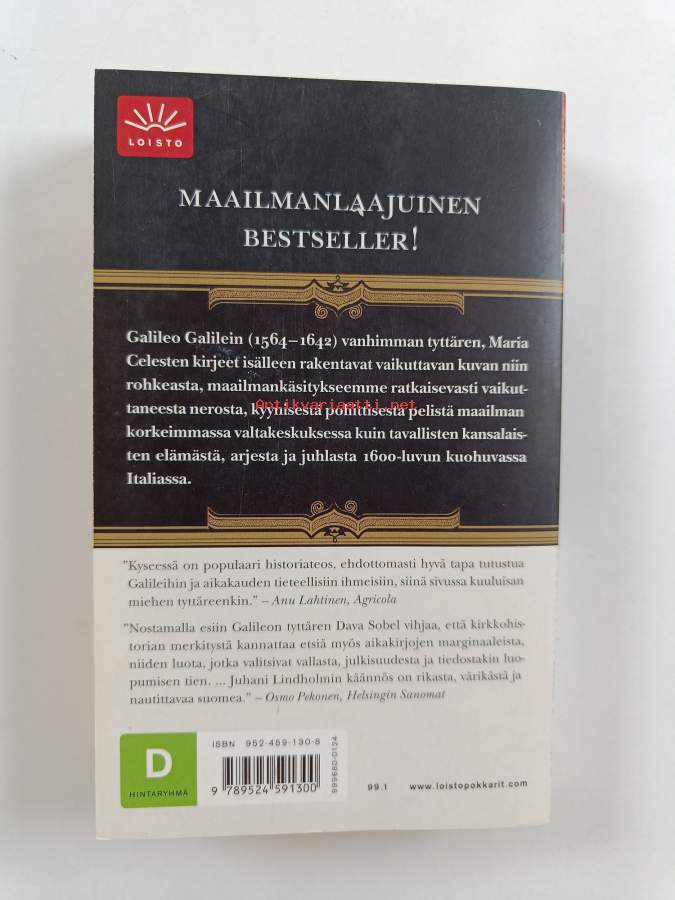 LOISTO
MAAILMANLAAJUINEN
BESTSELLER!
Galileo Galilein (1564–1642) vanhimman tyttären, Maria
Celesten kirjeet isälleen rakentavat vaikuttavan kuvan niin
rohkeasta, maailmankäsitykseemme ratkaisevasti vaikut-
taneesta nerosta, kyynisestä poliittisesta pelistä maailman
Antikvariaatti.net
korkeimmassa valtakeskuksessa kuin tavallisten kansalais-
ten elämästä, arjesta ja juhlasta 1600-luvun kuohuvassa
Italiassa.
”Kyseessä on populaari historiateos, ehdottomasti hyvä tapa tutustua
Galileihin ja aikakauden tieteellisiin ihmeisiin, siinä sivussa kuuluisan
miehen tyttäreenkin.” – Anu Lahtinen, Agricola
”Nostamalla esiin Galileon tyttären Dava Sobel vihjaa, että kirkkohis-
torian merkitystä kannattaa etsiä myös aikakirjojen marginaaleista,
niiden luota, jotka valitsivat vallasta, julkisuudesta ja tiedostakin luo-
pumisen tien. ... Juhani Lindholmin käännös on rikasta, värikästä ja
nautittavaa suomea.” – Osmo Pekonen, Helsingin Sanomat
D
HINTARYHMÄ
ISBN 952-459-130-8
9 789524 591300
999680-0124
99.1 www.loistopokkarit.com